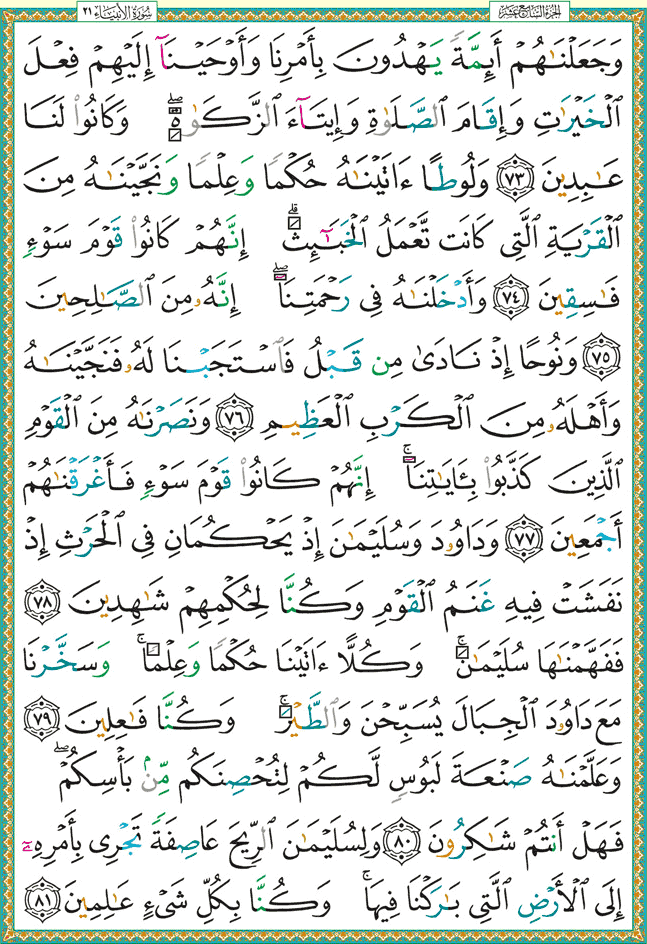 سُورَةُ الأَنبِيَاءِ ٢١ الجُزْءُ السَّابِعَ عَشَرَ
وَجَعَلْنَـٰهُمْ أَئِمَّةً يَهْدُونَ بِأَمْرِنَا وَأَوْحَيْنَآ إِلَيْهِمْ فِعْلَ
ٱلْخَيْرَٰتِ وَإِقَامَ ٱلصَّلَوٰةِ وَإِيتَآءَ ٱلزَّكَوٰةِ ۖ وَكَانُوا۟ لَنَا
عَـٰبِدِينَ ٧٣ وَلُوطًا ءَاتَيْنَـٰهُ حُكْمًا وَعِلْمًا وَنَجَّيْنَـٰهُ مِنَ
ٱلْقَرْيَةِ ٱلَّتِى كَانَت تَّعْمَلُ ٱلْخَبَـٰٓئِثَ ۗ إِنَّهُمْ كَانُوا۟ قَوْمَ سَوْءٍ
فَـٰسِقِينَ ٧٤ وَأَدْخَلْنَـٰهُ فِى رَحْمَتِنَآ ۖ إِنَّهُۥ مِنَ ٱلصَّـٰلِحِينَ
٧٥ وَنُوحًا إِذْ نَادَىٰ مِن قَبْلُ فَٱسْتَجَبْنَا لَهُۥ فَنَجَّيْنَـٰهُ
وَأَهْلَهُۥ مِنَ ٱلْكَرْبِ ٱلْعَظِيمِ ٧٦ وَنَصَرْنَـٰهُ مِنَ ٱلْقَوْمِ
ٱلَّذِينَ كَذَّبُوا۟ بِـَٔايَـٰتِنَآ ۚ إِنَّهُمْ كَانُوا۟ قَوْمَ سَوْءٍ فَأَغْرَقْنَـٰهُمْ
أَجْمَعِينَ ٧٧ وَدَاوُۥدَ وَسُلَيْمَـٰنَ إِذْ يَحْكُمَانِ فِى ٱلْحَرْثِ إِذْ
نَفَشَتْ فِيهِ غَنَمُ ٱلْقَوْمِ وَكُنَّا لِحُكْمِهِمْ شَـٰهِدِينَ ٧٨
فَفَهَّمْنَـٰهَا سُلَيْمَـٰنَ ۚ وَكُلًّا ءَاتَيْنَا حُكْمًا وَعِلْمًا ۚ وَسَخَّرْنَا
مَعَ دَاوُۥدَ ٱلْجِبَالَ يُسَبِّحْنَ وَٱلطَّيْرَ ۚ وَكُنَّا فَـٰعِلِينَ ٧٩
وَعَلَّمْنَـٰهُ صَنْعَةَ لَبُوسٍ لَّكُمْ لِتُحْصِنَكُم مِّنۢ بَأْسِكُمْ ۖ
فَهَلْ أَنتُمْ شَـٰكِرُونَ ٨٠ وَلِسُلَيْمَـٰنَ ٱلرِّيحَ عَاصِفَةً تَجْرِى بِأَمْرِهِۦٓ
إِلَى ٱلْأَرْضِ ٱلَّتِى بَـٰرَكْنَا فِيهَا ۚ وَكُنَّا بِكُلِّ شَىْءٍ عَـٰلِمِينَ ٨١